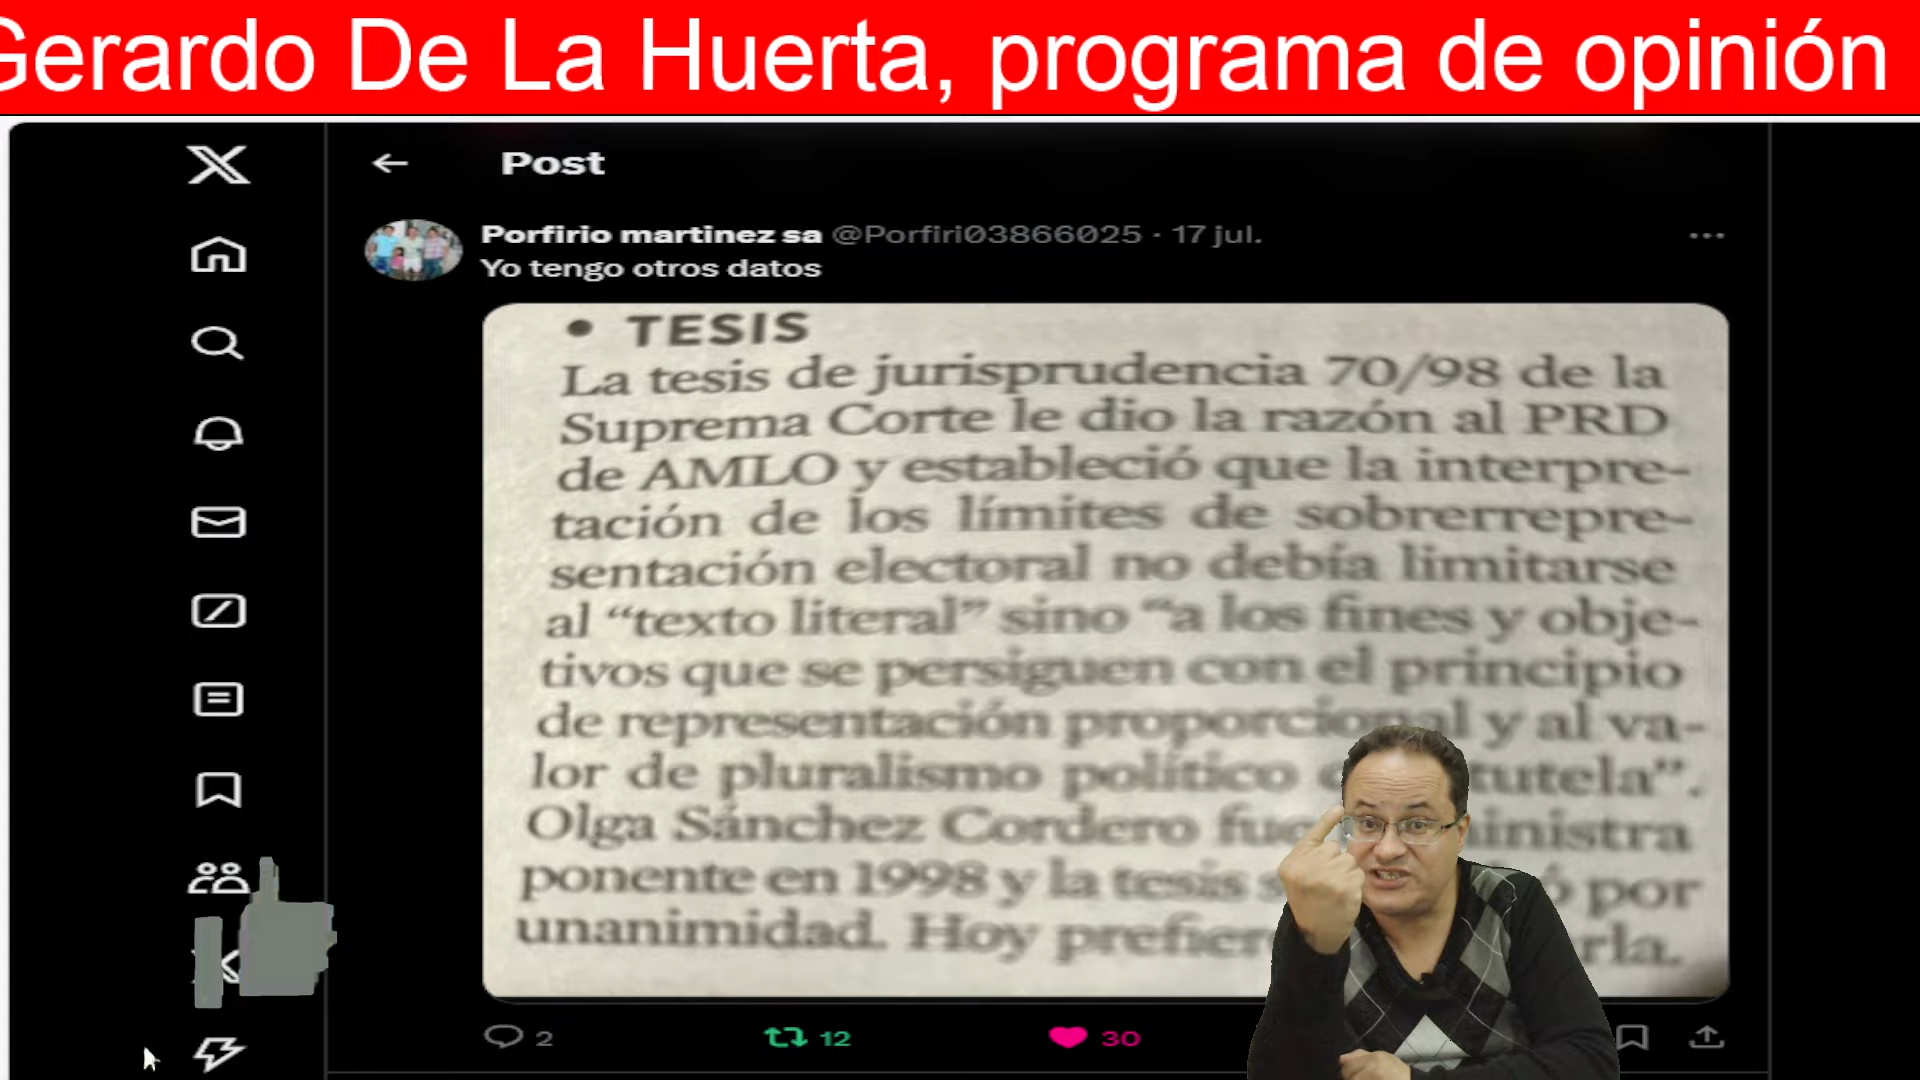 Gerardo De La Huerta, programa de opinión
Post
Porfirio martinez sa @Porfiri03866025 · 17 jul.
Yo tengo otros datos
• TESIS
La tesis de jurisprudencia 70/98 de la
Suprema Corte le dio la razón al PRD
de AMLO y estableció que la interpre-
tación de los límites de sobrerrepre-
sentación electoral no debía limitarse
al “texto literal” sino “a los fines y obje-
tivos que se persiguen con el principio
de representación proporcional y al va-
lor de pluralismo político tutela”.
Olga Sánchez Cordero
ponente en 1998 y la tesis por
unanimidad. Hoy
2 12 30